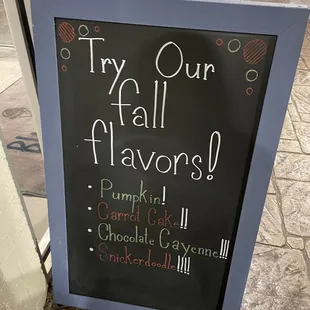 Try Our
fall
flavors!
• Pumpkin!
• Carrot Cake!!
• Chocolate Cayenne!!!
• Snickerdoodle!!!!